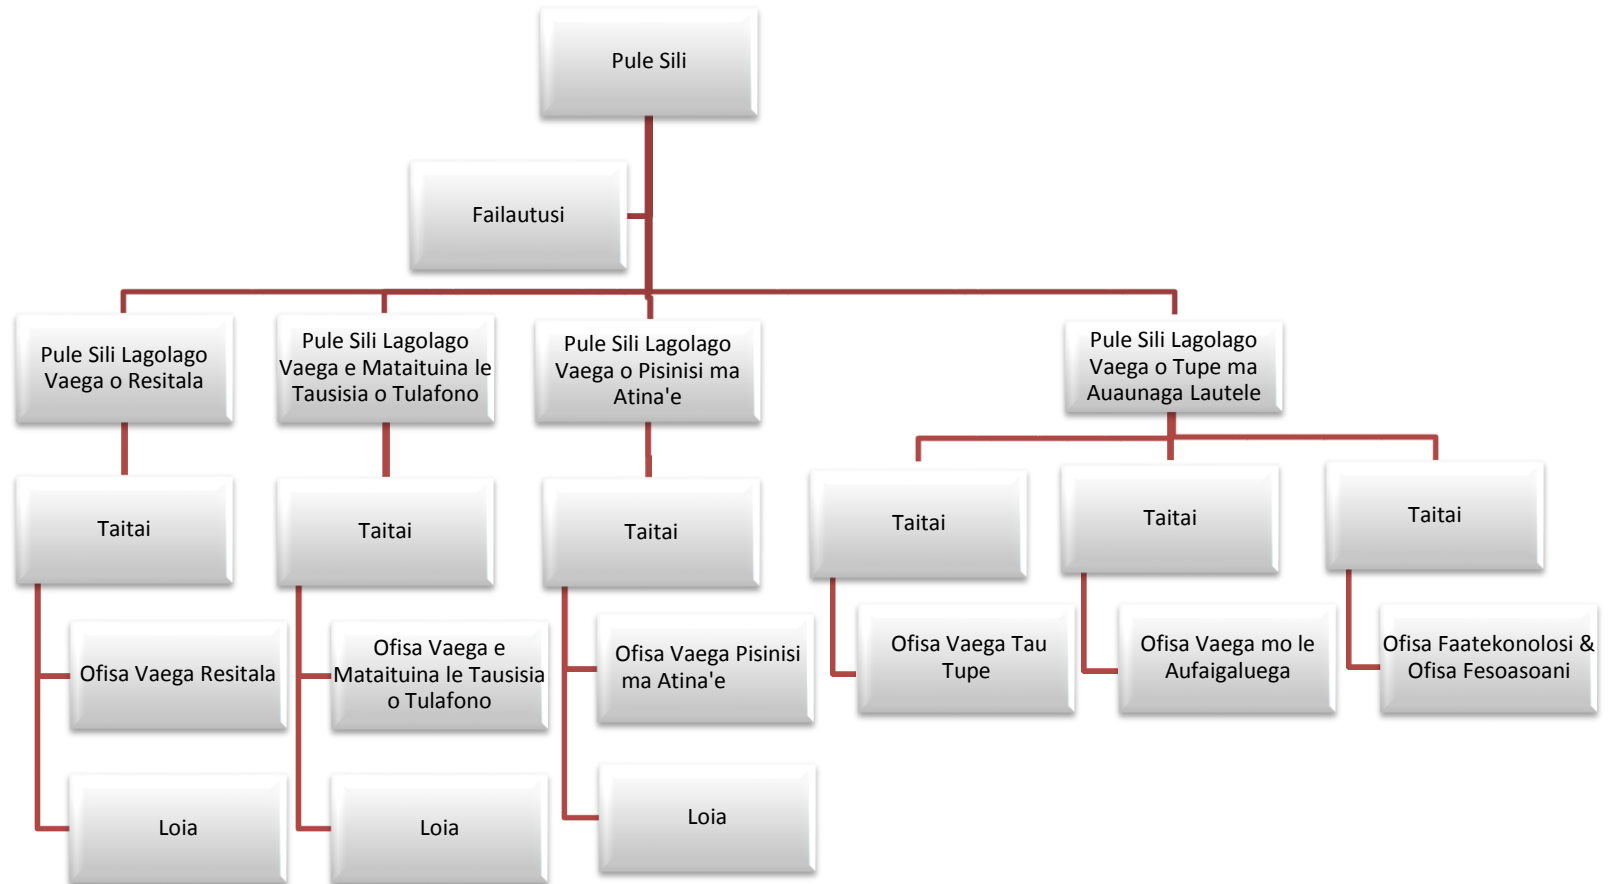 Pule Sili
Failautusi
Pule Sili Lagolago
Vaega o Resitala
Pule Sili Lagolago
Vaega e Mataituina le
Tausisia o Tulafono
Pule Sili Lagolago
Vaega o Pisinisi ma
Atina'e
Pule Sili Lagolago
Vaega o Tupe ma
Auaunaga Lautele
Taitai
Taitai
Taitai
Taitai
Taitai
Taitai
Ofisa Vaega Resitala
Ofisa Vaega e
Mataituina le Tausisia
o Tulafono
Ofisa Vaega Pisinisi
ma Atina'e
Ofisa Vaega Tau
Tupe
Ofisa Vaega mo le
Aufaigaluega
Ofisa Faatekonolosi &
Ofisa Fesoasoani
Loia
Loia
Loia